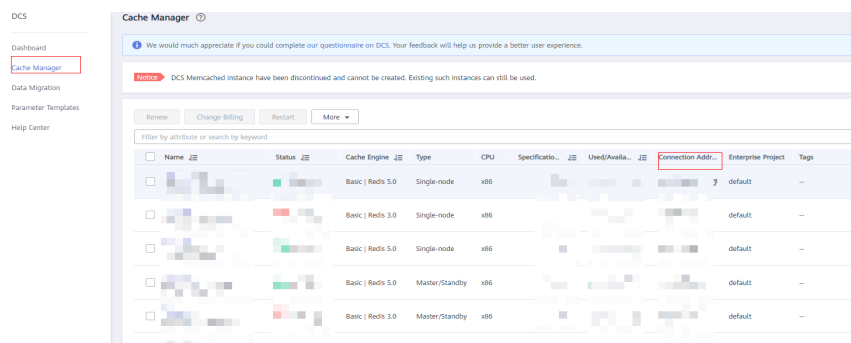 DCS
Dashboard
Cache Manager
Data Migration
Parameter Templates
Help Center
Cache Manager
We would much appreciate if you could complete our questionnaire on DCS. Your feedback will help us provide a better user experience.
Notice DCS Memcached instance have been discontinued and cannot be created. Existing such instances can still be used.
Renew Change Billing Restart More
Filter by attribute or search by keyword
Name Status Cache Engine Type CPU Specificatio... Used/Availa... Connection Addr... Enterprise Project Tags
Basic | Redis 5.0 Single-node x86 default --
Basic | Redis 3.0 Single-node x86 default --
Basic | Redis 5.0 Single-node x86 default --
Basic | Redis 5.0 Master/Standby x86 default --
Basic | Redis 3.0 Master/Standby x86 default --